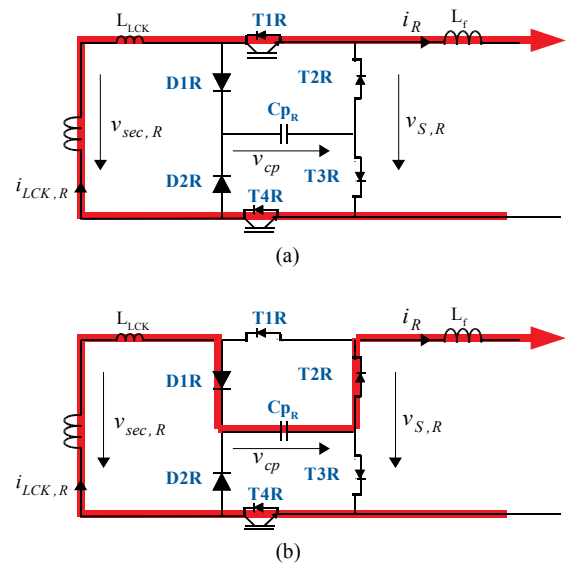 L_LCK T1R i_R L_f
D1R T2R
v_sec,R Cp_R v_S,R
v_cp
i_LCK,R D2R T3R
T4R
(a)
L_LCK T1R i_R L_f
D1R T2R
v_sec,R Cp_R v_S,R
v_cp
i_LCK,R D2R T3R
T4R
(b)